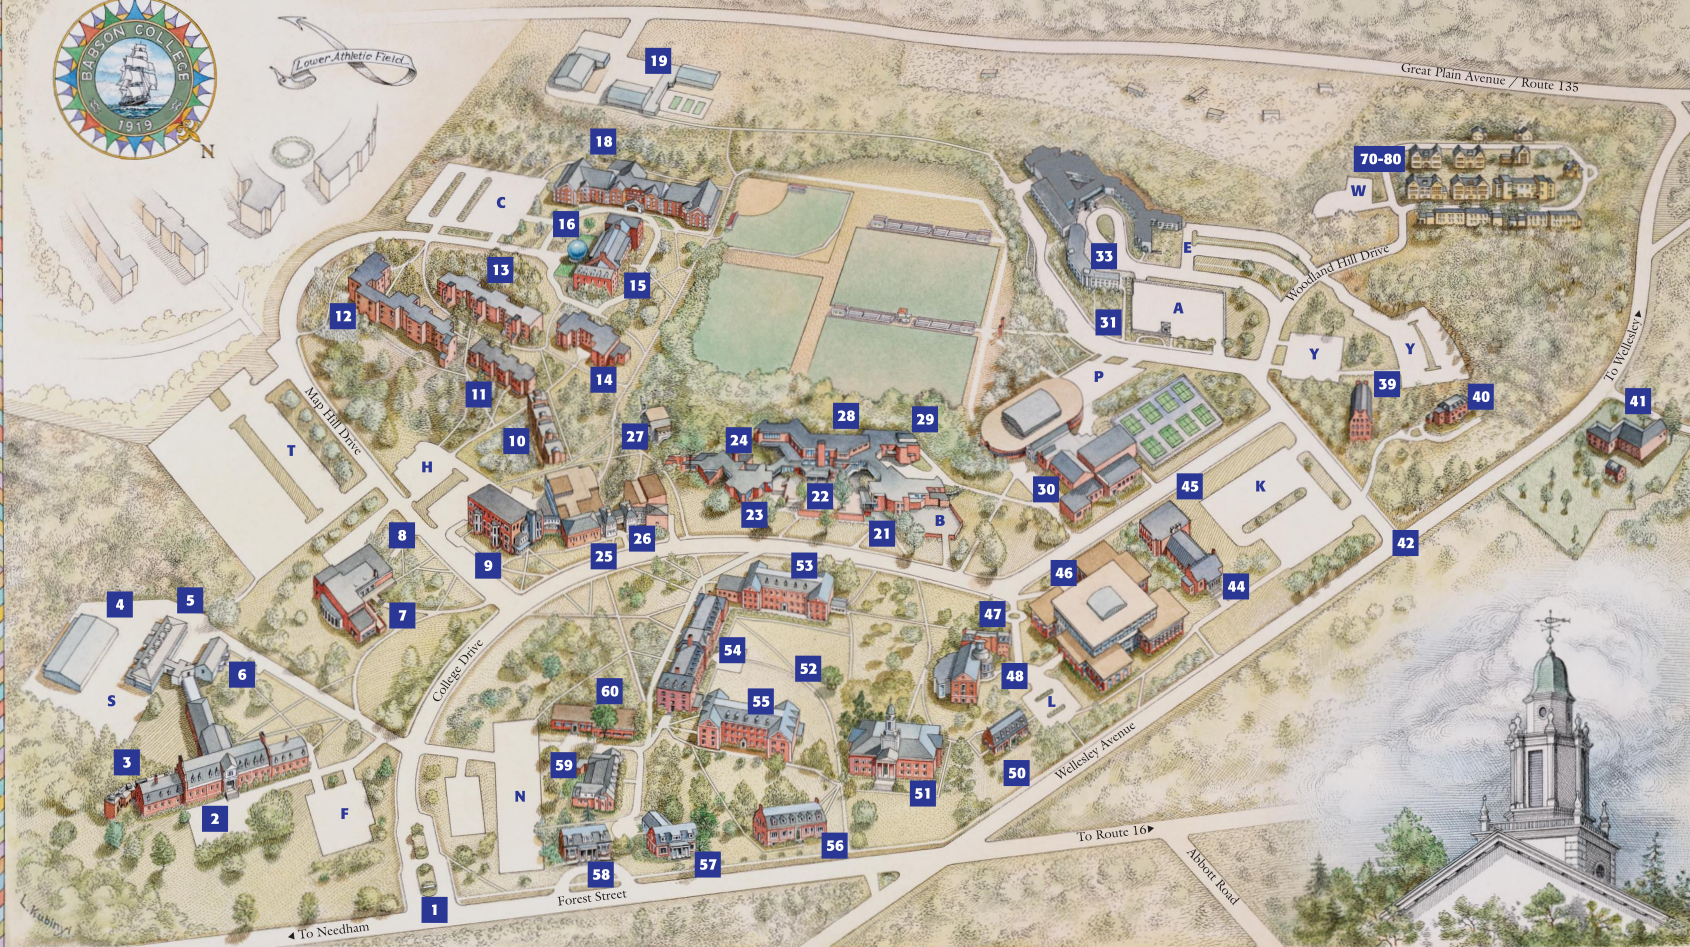 BABSON COLLEGE
1919
N
Lower Athletic Field
19
Great Plain Avenue / Route 135
18
70-80
W
C
16
33
E
Woodland Hill Drive
13
15
12
31
A
To Wellesley
Y
Y
14
P
39
11
40
41
Map Hill Drive
28
29
27
24
10
T
H
30
45
K
22
23
B
21
8
26
25
9
42
53
46
44
4
5
7
47
College Drive
54
52
48
6
S
60
55
L
Wellesley Avenue
3
59
50
51
N
2
F
To Route 16
56
57
58
Abbott Road
Forest Street
1
To Needham
L. Kubinyi